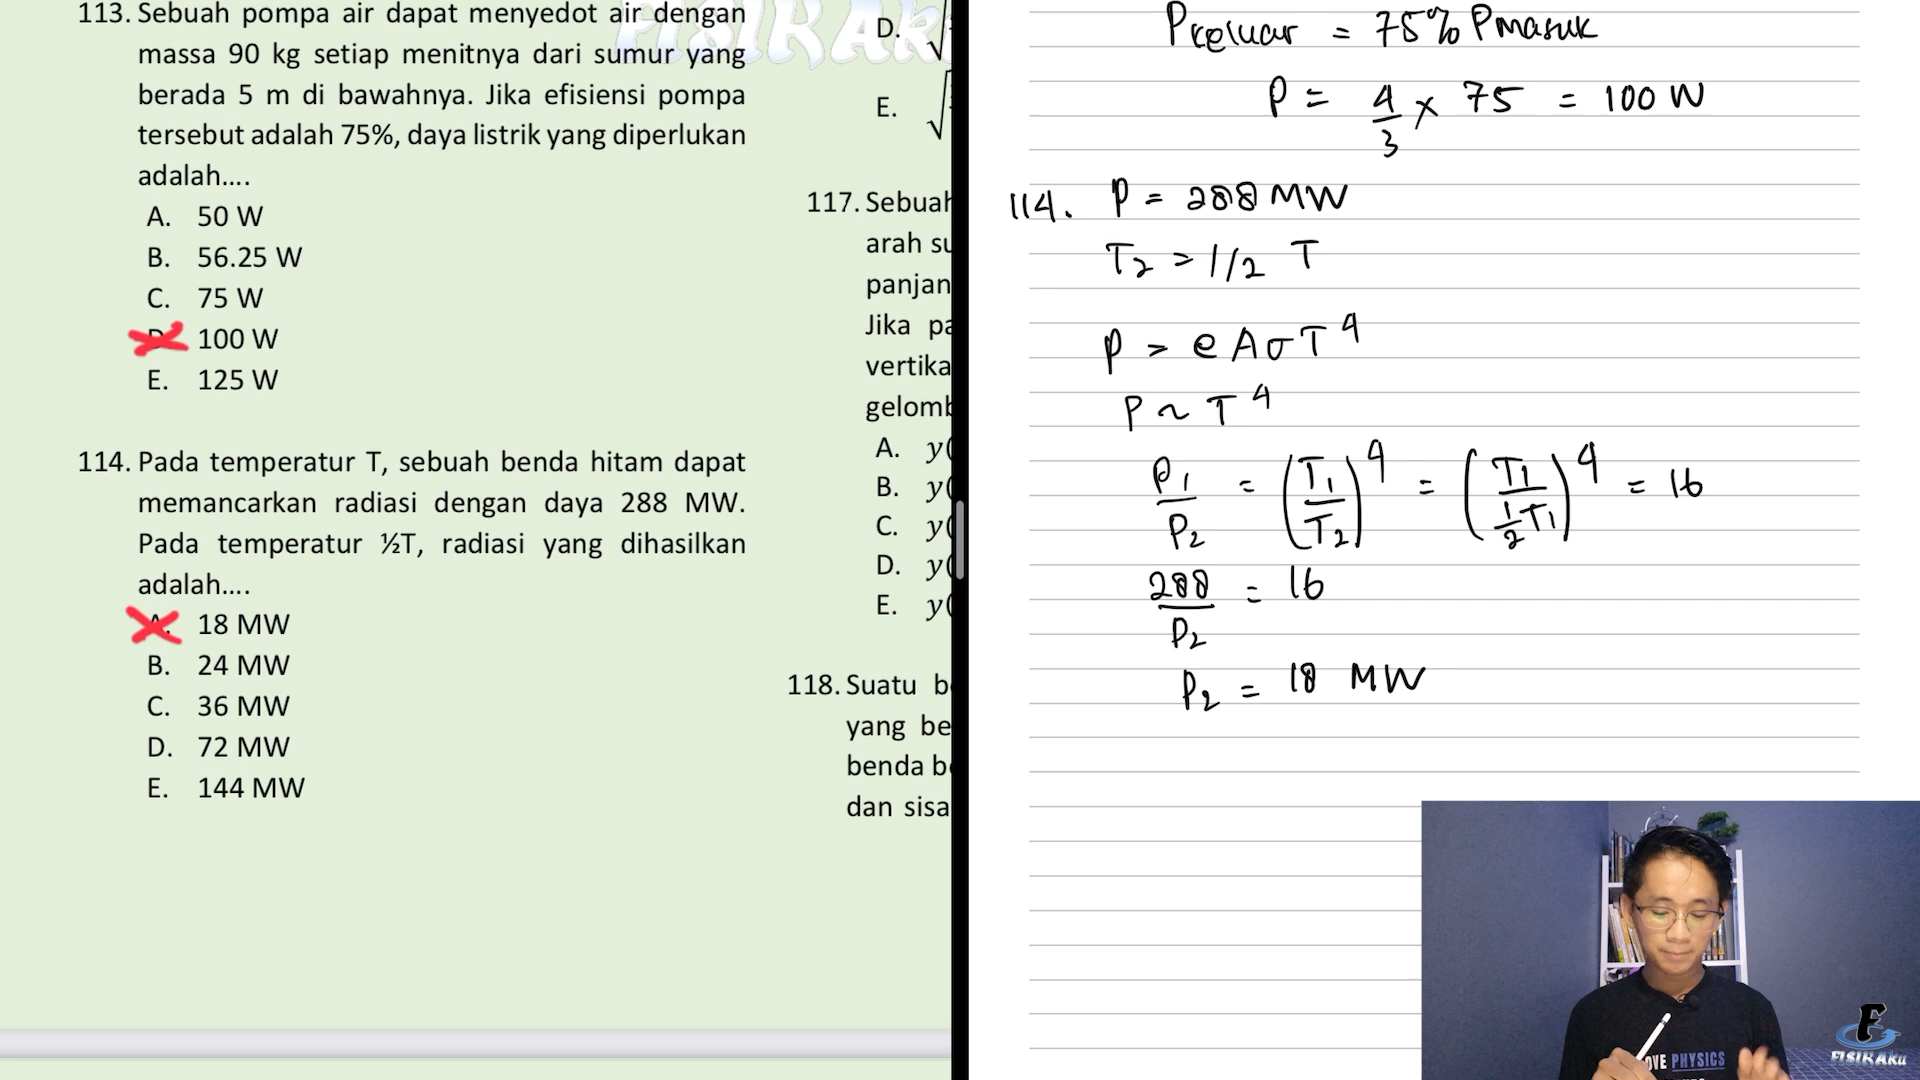 113. Sebuah pompa air dapat menyedot air dengan
massa 90 kg setiap menitnya dari sumur yang
berada 5 m di bawahnya. Jika efisiensi pompa
tersebut adalah 75%, daya listrik yang diperlukan
adalah....
A. 50 W
B. 56.25 W
C. 75 W
100 W
E. 125 W
114. Pada temperatur T, sebuah benda hitam dapat
memancarkan radiasi dengan daya 288 MW.
Pada temperatur ½T, radiasi yang dihasilkan
adalah....
A. 18 MW
B. 24 MW
C. 36 MW
D. 72 MW
E. 144 MW
D. √
E. √
117. Sebuah
arah su
panjan
Jika pa
vertika
gelomb
A. y(
B. y(
C. y(
D. y(
E. y(
118. Suatu b
yang be
benda b
dan sisa
Pkeluar = 75% Pmasuk
P = 4/3 × 75 = 100 W
114. P = 288 MW
T2 = 1/2 T
P = eAσT^4
P ~ T^4
P1/P2 = (T1/T2)^4 = (T1/½T1)^4 = 16
288/P2 = 16
P2 = 18 MW
OVE PHYSICS
FISIKAKu